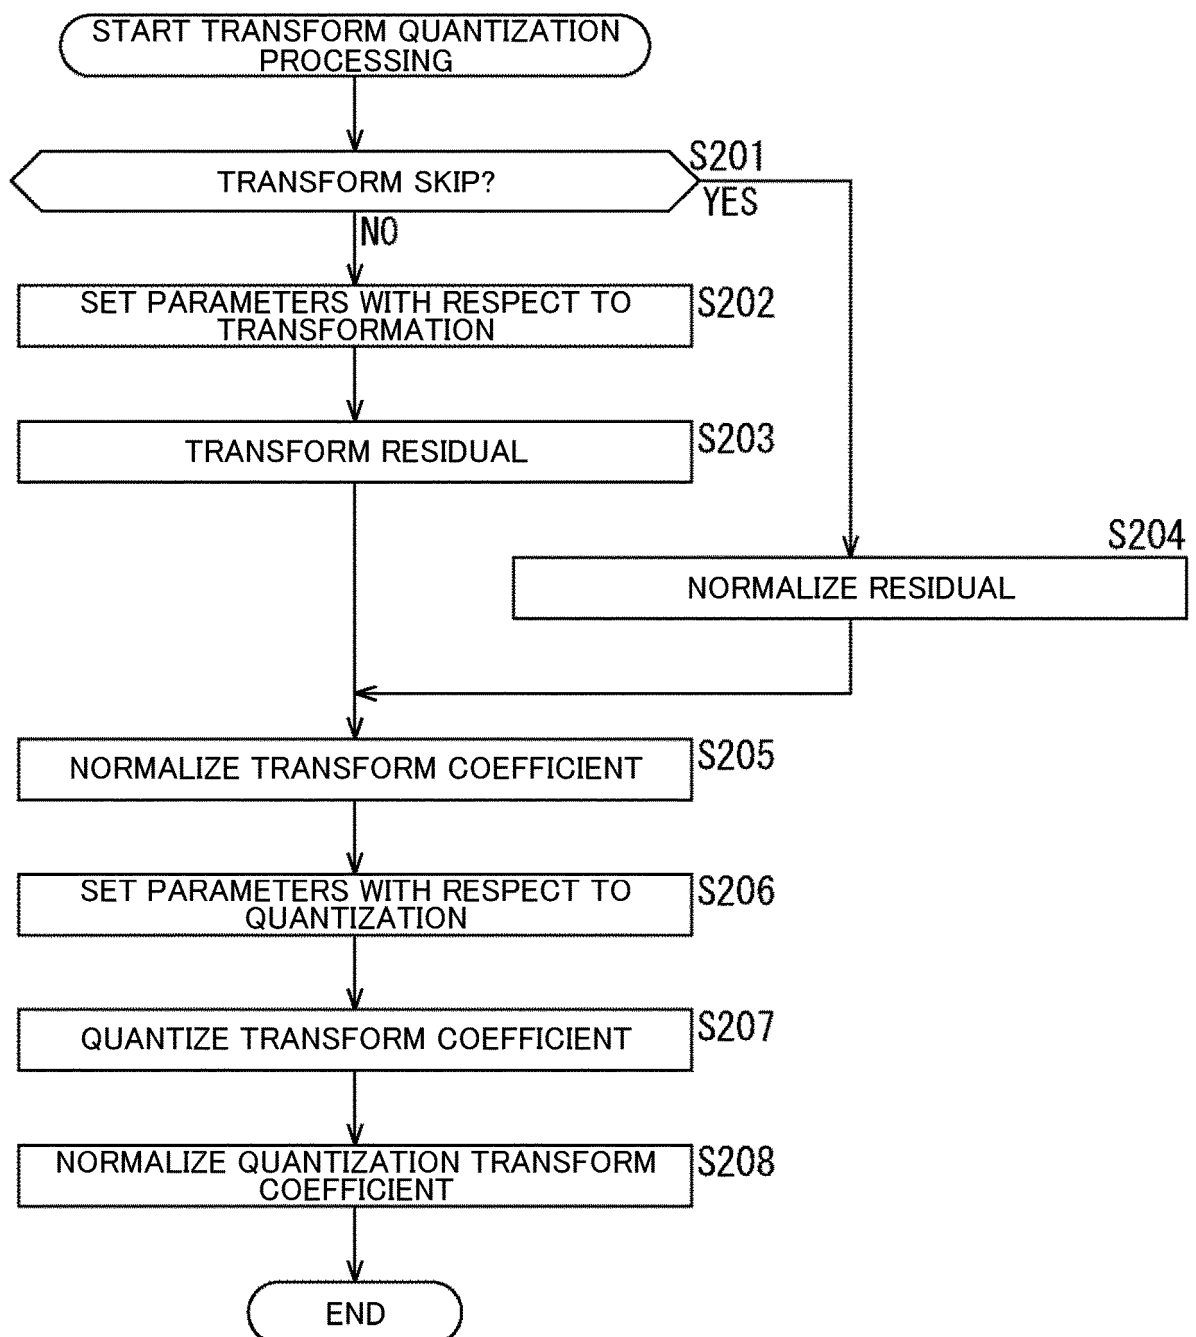 START TRANSFORM QUANTIZATION
PROCESSING
S201
TRANSFORM SKIP?
YES
NO
SET PARAMETERS WITH RESPECT TO
TRANSFORMATION
S202
TRANSFORM RESIDUAL
S203
S204
NORMALIZE RESIDUAL
NORMALIZE TRANSFORM COEFFICIENT
S205
SET PARAMETERS WITH RESPECT TO
QUANTIZATION
S206
QUANTIZE TRANSFORM COEFFICIENT
S207
NORMALIZE QUANTIZATION TRANSFORM
COEFFICIENT
S208
END